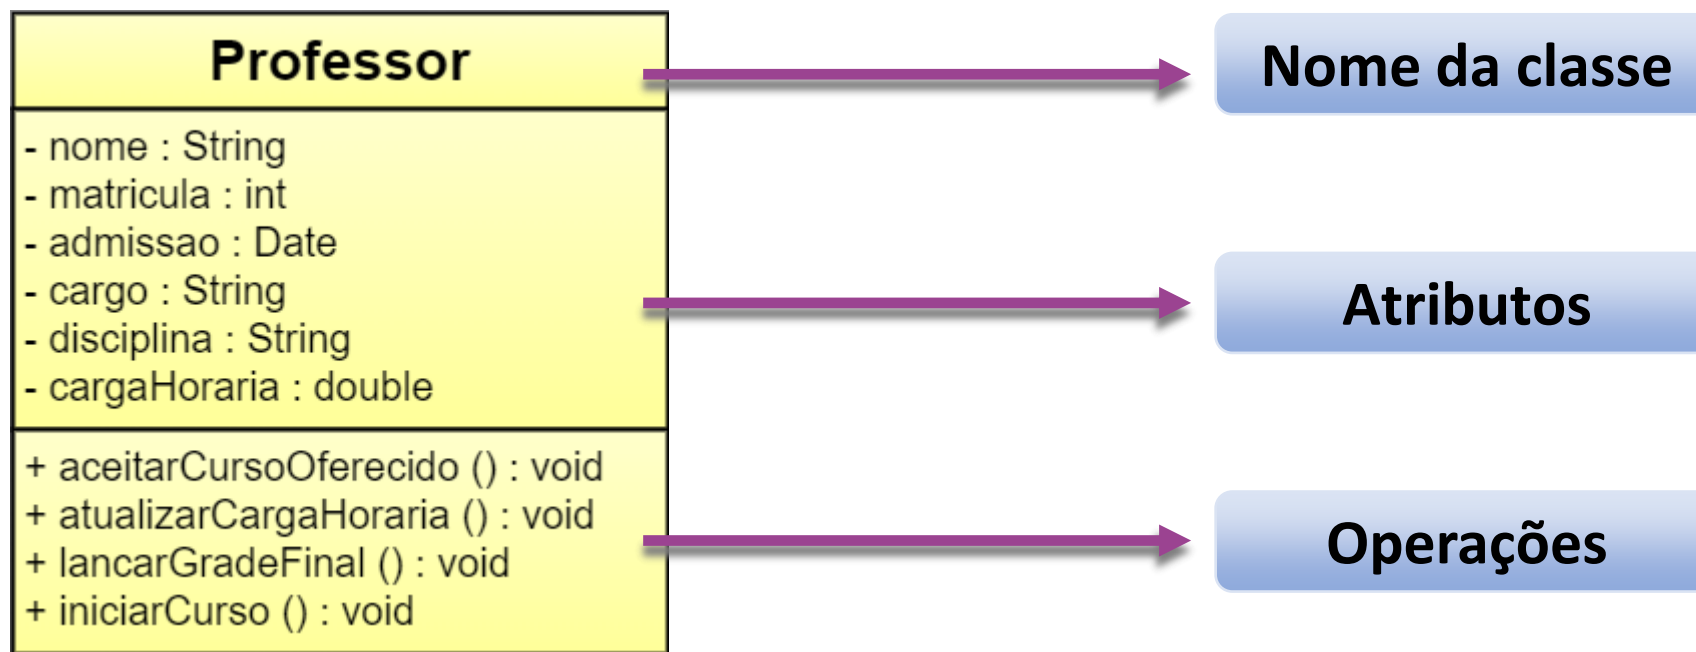 Professor
Nome da classe
- nome : String
- matricula : int
- admissao : Date
- cargo : String
- disciplina : String
- cargaHoraria : double
Atributos
+ aceitarCursoOferecido () : void
+ atualizarCargaHoraria () : void
+ lancarGradeFinal () : void
+ iniciarCurso () : void
Operações